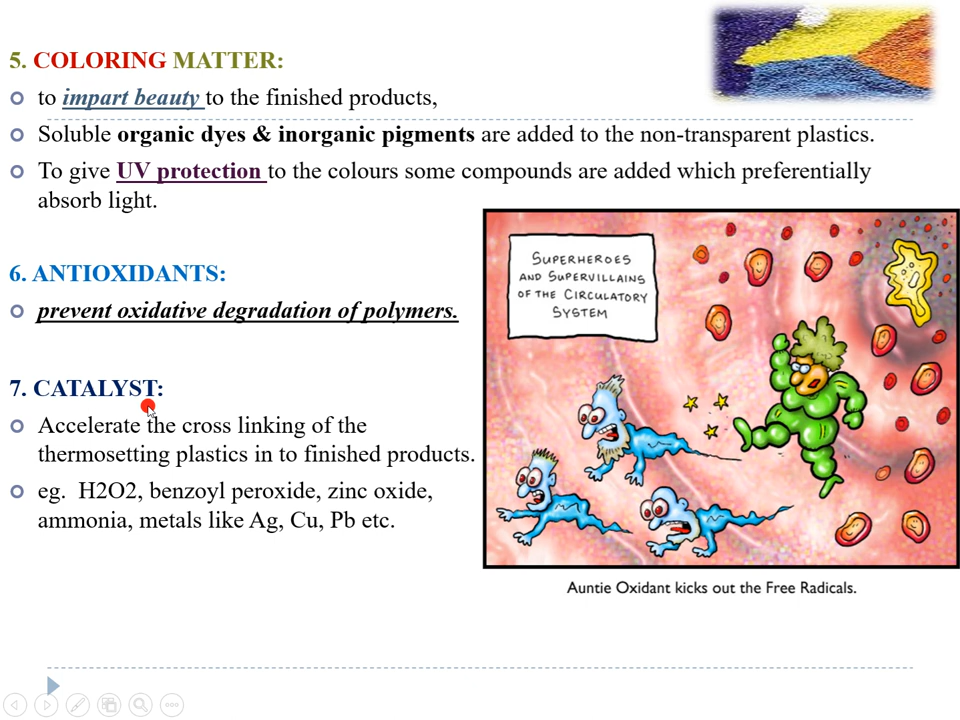 5. COLORING MATTER:
to impart beauty to the finished products,
Soluble organic dyes & inorganic pigments are added to the non-transparent plastics.
To give UV protection to the colours some compounds are added which preferentially
absorb light.
6. ANTIOXIDANTS:
prevent oxidative degradation of polymers.
7. CATALYST:
Accelerate the cross linking of the
thermosetting plastics in to finished products.
eg. H2O2, benzoyl peroxide, zinc oxide,
ammonia, metals like Ag, Cu, Pb etc.
SUPERHEROES
AND SUPERVILLAINS
OF THE CIRCULATORY
SYSTEM
Auntie Oxidant kicks out the Free Radicals.